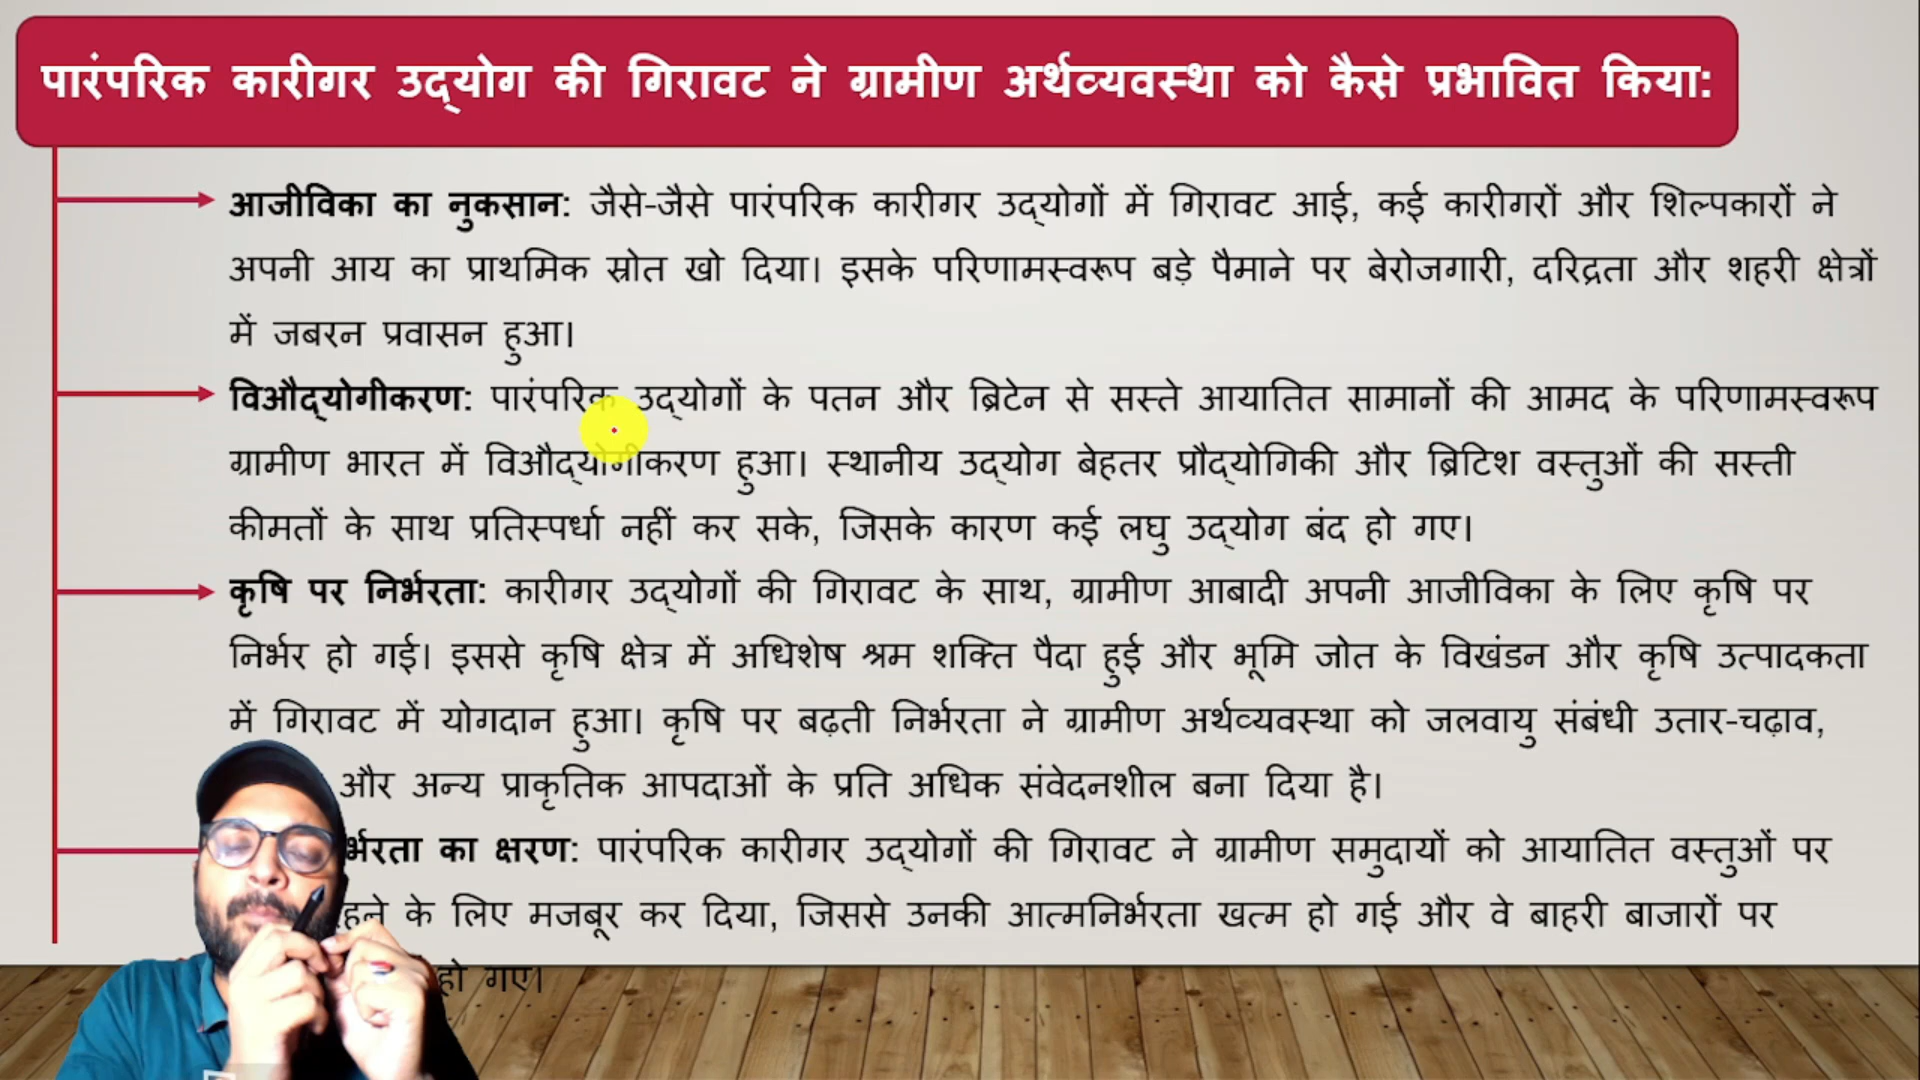 पारंपरिक कारीगर उद्योग की गिरावट ने ग्रामीण अर्थव्यवस्था को कैसे प्रभावित किया:
आजीविका का नुकसान: जैसे-जैसे पारंपरिक कारीगर उद्योगों में गिरावट आई, कई कारीगरों और शिल्पकारों ने
अपनी आय का प्राथमिक स्रोत खो दिया। इसके परिणामस्वरूप बड़े पैमाने पर बेरोजगारी, दरिद्रता और शहरी क्षेत्रों
में जबरन प्रवासन हुआ।
विऔद्योगीकरण: पारंपरिक उद्योगों के पतन और ब्रिटेन से सस्ते आयातित सामानों की आमद के परिणामस्वरूप
ग्रामीण भारत में विऔद्योगीकरण हुआ। स्थानीय उद्योग बेहतर प्रौद्योगिकी और ब्रिटिश वस्तुओं की सस्ती
कीमतों के साथ प्रतिस्पर्धा नहीं कर सके, जिसके कारण कई लघु उद्योग बंद हो गए।
कृषि पर निर्भरता: कारीगर उद्योगों की गिरावट के साथ, ग्रामीण आबादी अपनी आजीविका के लिए कृषि पर
निर्भर हो गई। इससे कृषि क्षेत्र में अधिशेष श्रम शक्ति पैदा हुई और भूमि जोत के विखंडन और कृषि उत्पादकता
में गिरावट में योगदान हुआ। कृषि पर बढ़ती निर्भरता ने ग्रामीण अर्थव्यवस्था को जलवायु संबंधी उतार-चढ़ाव,
और अन्य प्राकृतिक आपदाओं के प्रति अधिक संवेदनशील बना दिया है।
का क्षरण: पारंपरिक कारीगर उद्योगों की गिरावट ने ग्रामीण समुदायों को आयातित वस्तुओं पर
के लिए मजबूर कर दिया, जिससे उनकी आत्मनिर्भरता खत्म हो गई और वे बाहरी बाजारों पर
हो गए।